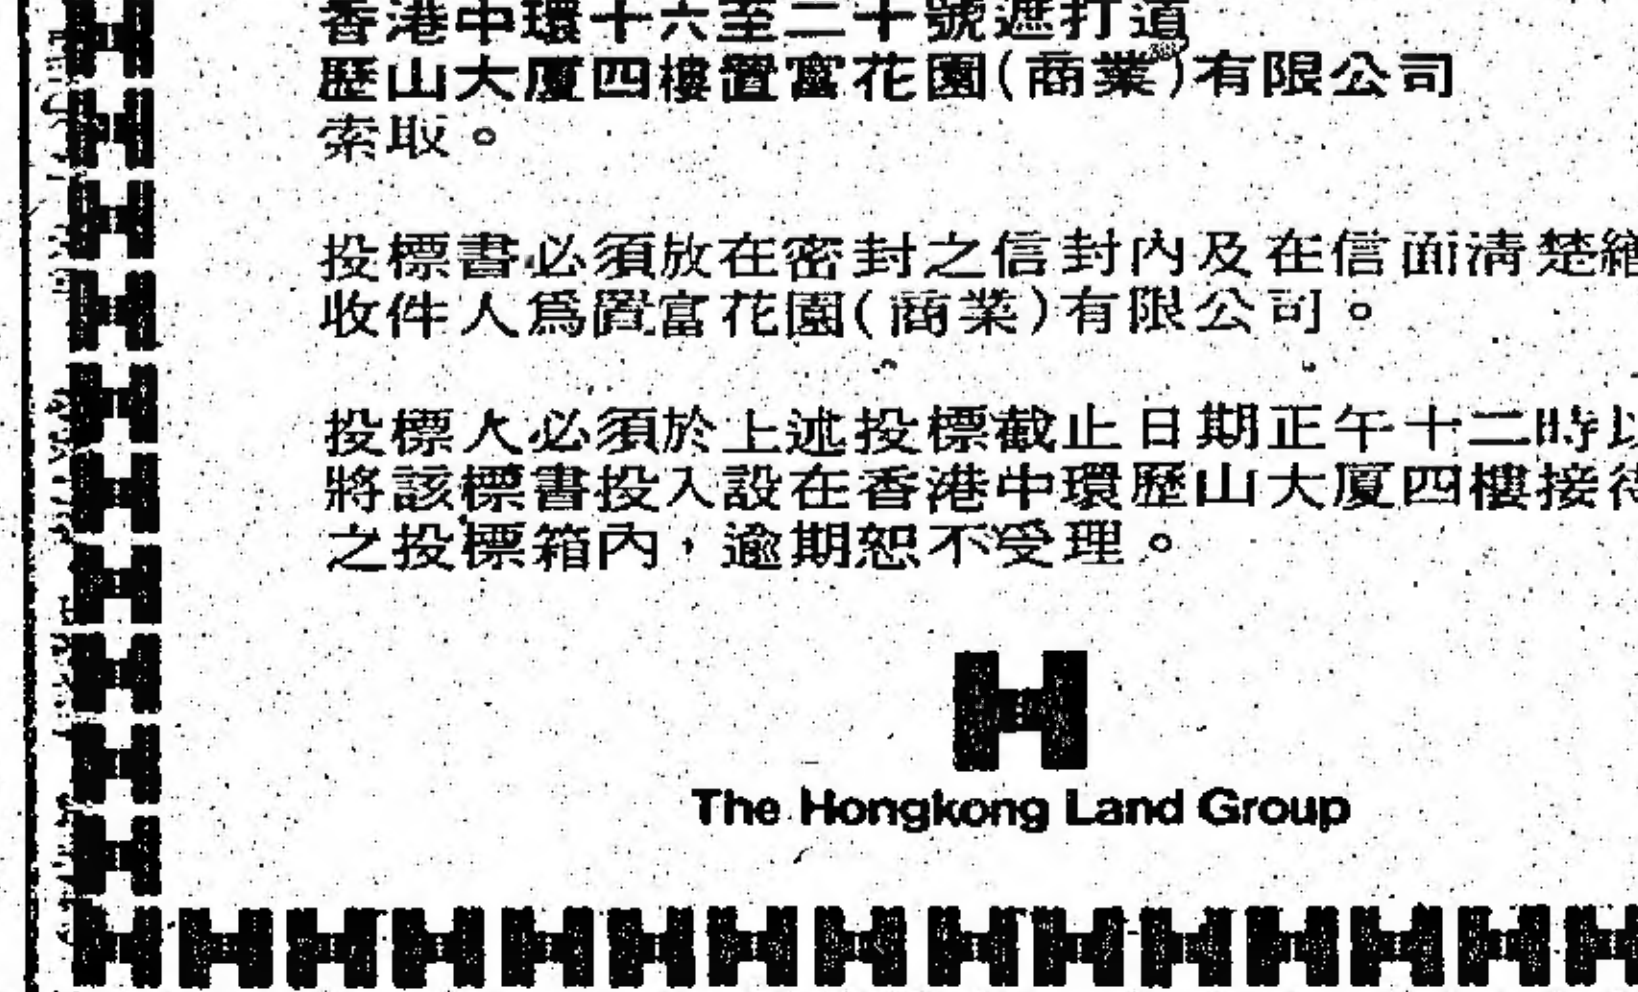 香港中環十六至二十號遮打道
歷山大廈四樓置富花園(商業)有限公司
索取。
投標書必須放在密封之信封內及在信面清楚繕
收件人爲置富花園(商業)有限公司。
投標人必須於上述投標截止日期正午十二時以
將該標書投入設在香港中環歷山大廈四樓接待
之投標箱內，逾期恕不受理。
The Hongkong Land Group